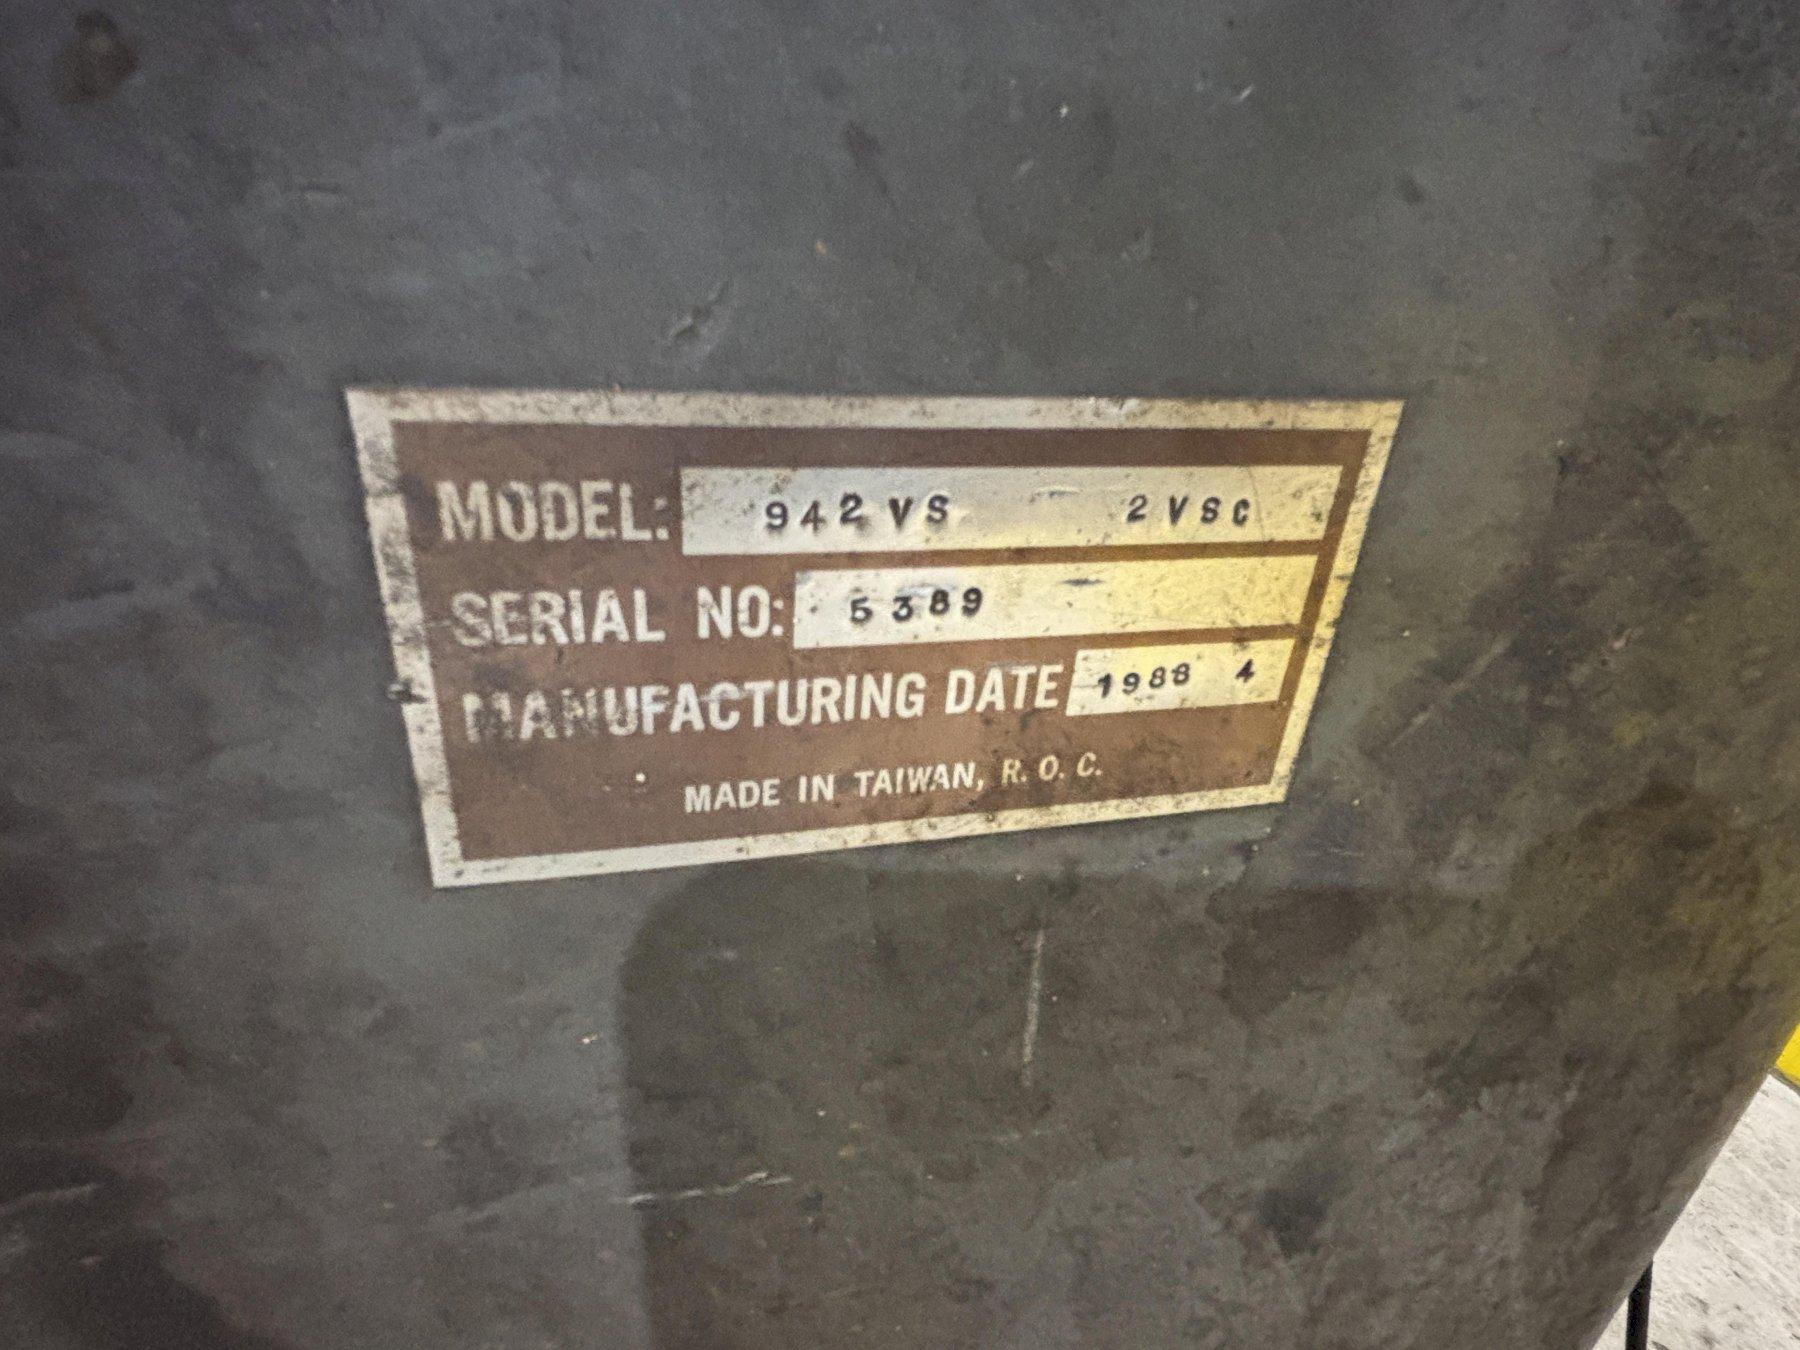 MODEL: 942 VS 2 VSC
SERIAL NO: 5389
MANUFACTURING DATE 1988 4
MADE IN TAIWAN, R. O. C.